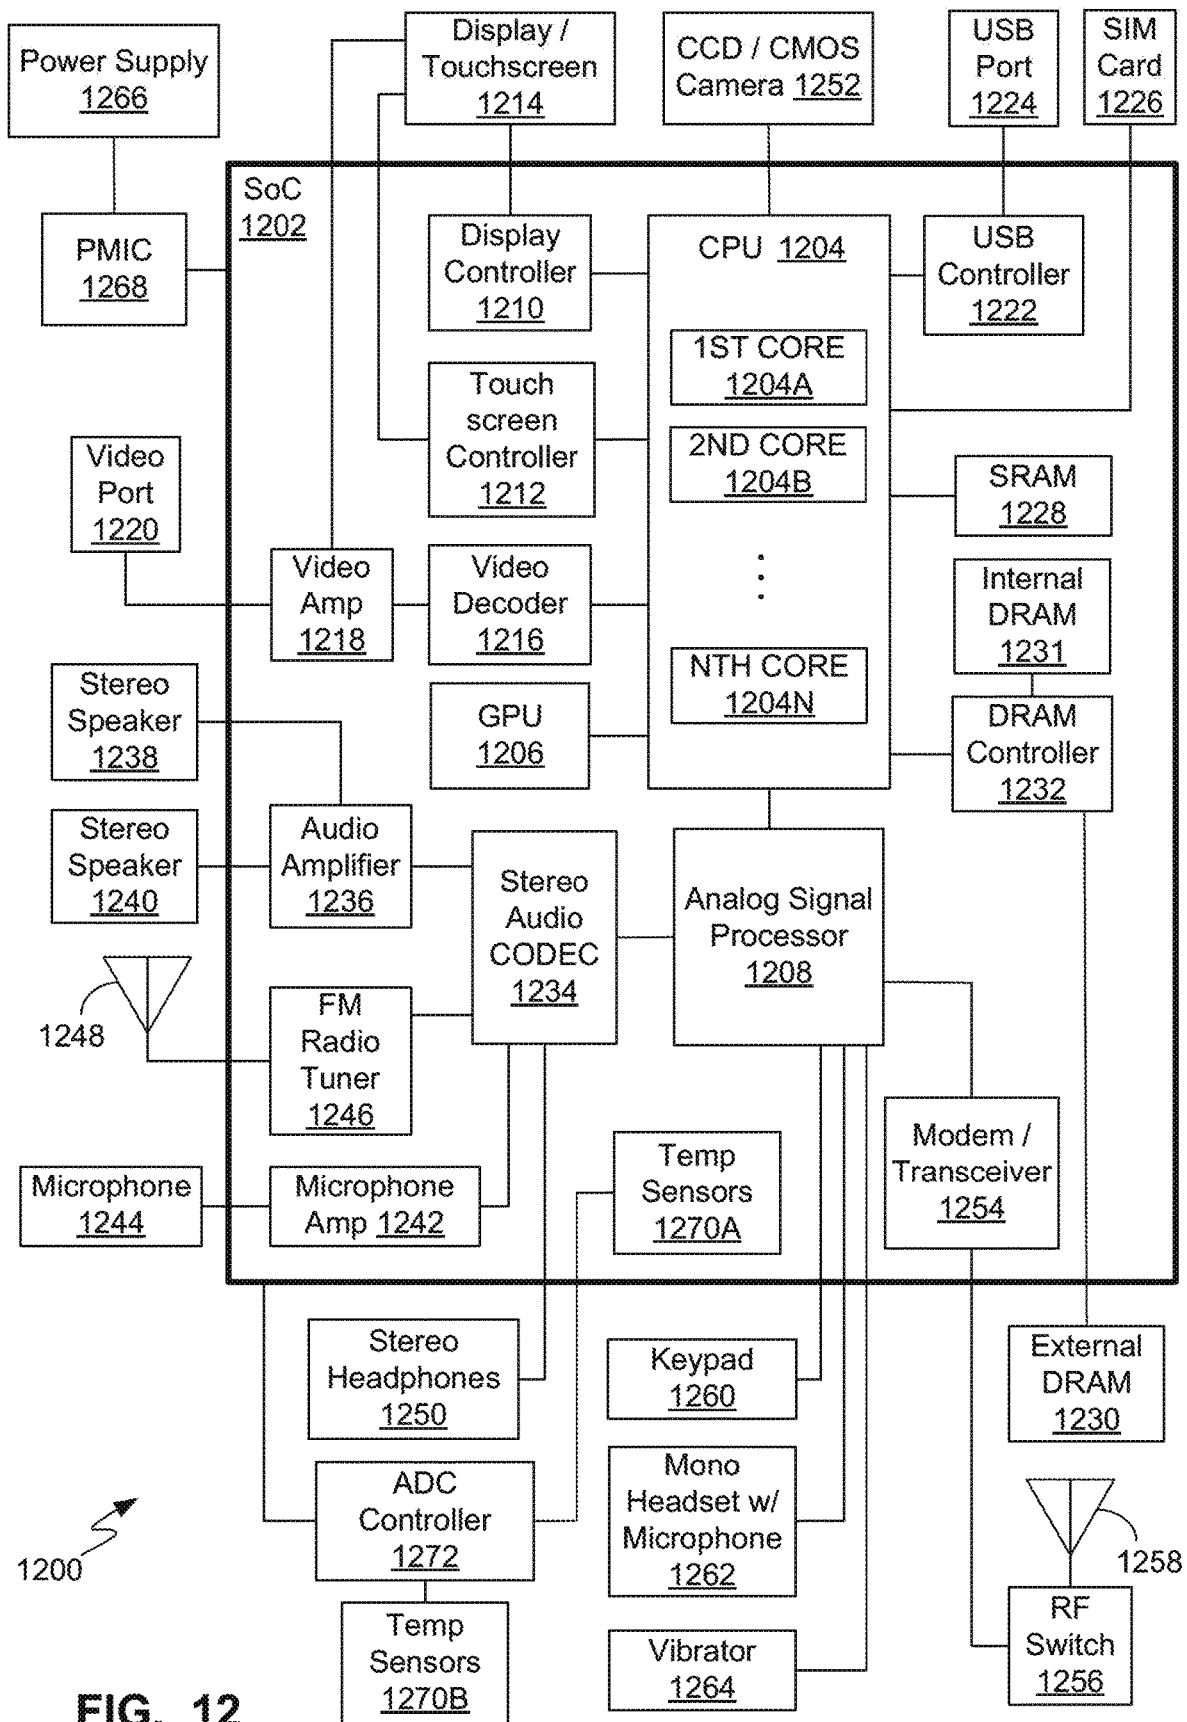 Power Supply
1266
Display /
Touchscreen
1214
CCD / CMOS
Camera 1252
USB
Port
1224
SIM
Card
1226
SoC
1202
PMIC
1268
Display
Controller
1210
CPU 1204
USB
Controller
1222
1ST CORE
1204A
Touch
screen
Controller
1212
2ND CORE
1204B
Video
Port
1220
SRAM
1228
Video
Amp
1218
Video
Decoder
1216
Internal
DRAM
1231
NTH CORE
1204N
Stereo
Speaker
1238
GPU
1206
DRAM
Controller
1232
Stereo
Speaker
1240
Audio
Amplifier
1236
Stereo
Audio
CODEC
1234
Analog Signal
Processor
1208
1248
FM
Radio
Tuner
1246
Modem /
Transceiver
1254
Temp
Sensors
1270A
Microphone
1244
Microphone
Amp 1242
Stereo
Headphones
1250
Keypad
1260
External
DRAM
1230
ADC
Controller
1272
Mono
Headset w/
Microphone
1262
1258
1200
RF
Switch
1256
Temp
Sensors
1270B
Vibrator
1264
FIG. 12